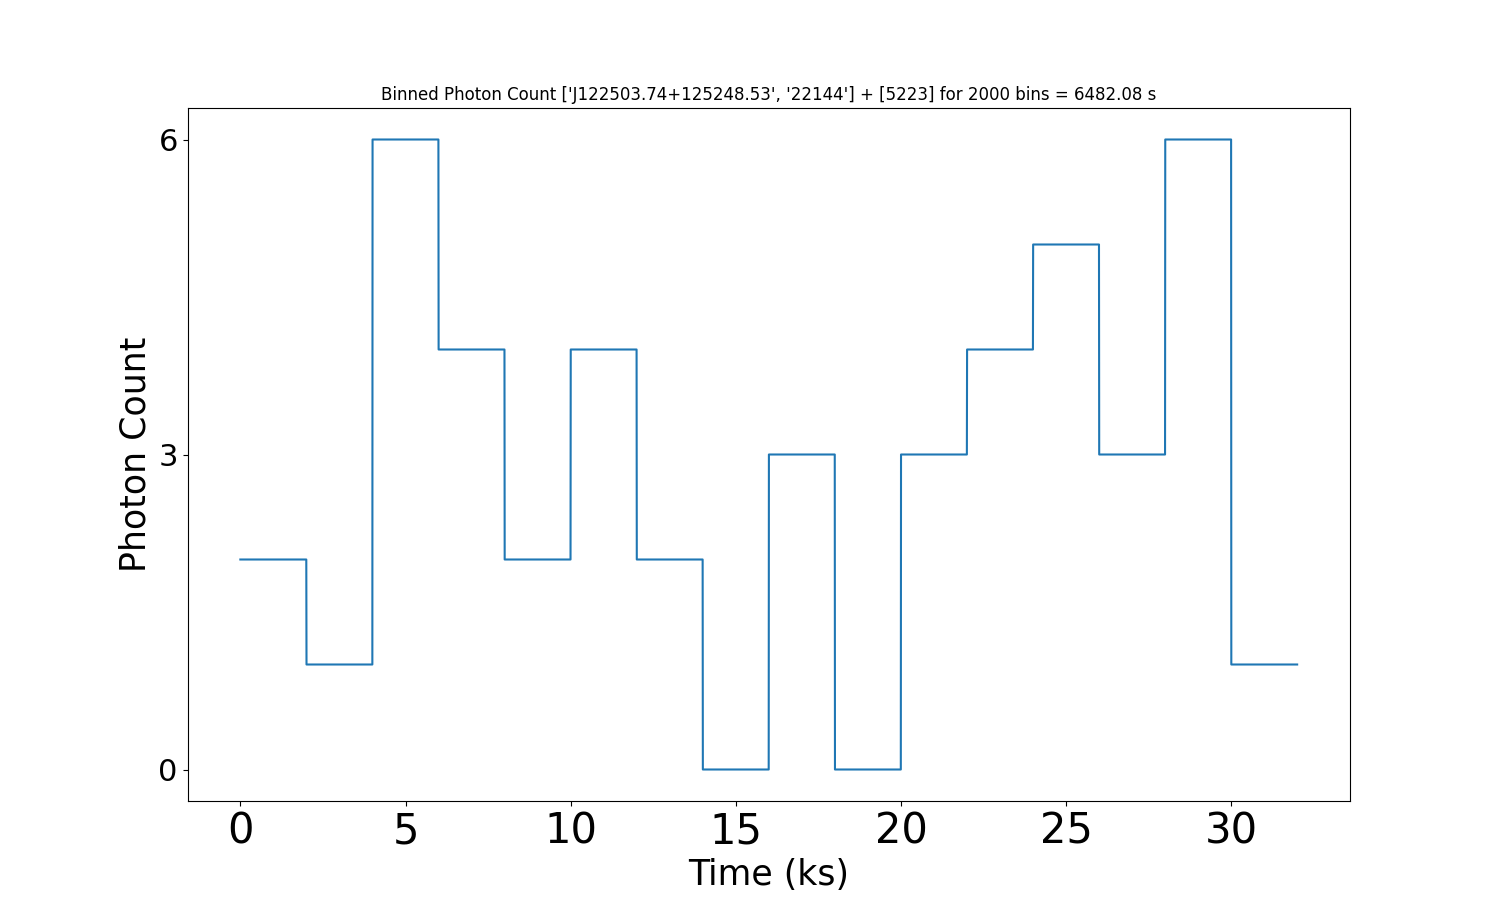 Binned Photon Count ['J122503.74+125248.53', '22144'] + [5223] for 2000 bins = 6482.08 s
6
3
0
Photon Count
0 5 10 15 20 25 30
Time (ks)